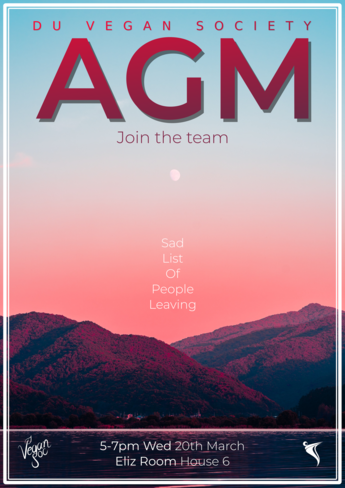 DU VEGAN SOCIETY
AGM
Join the team
Sad
List
Of
People
Leaving
Vegan
Soc
5-7pm Wed 20th March
Eliz Room House 6